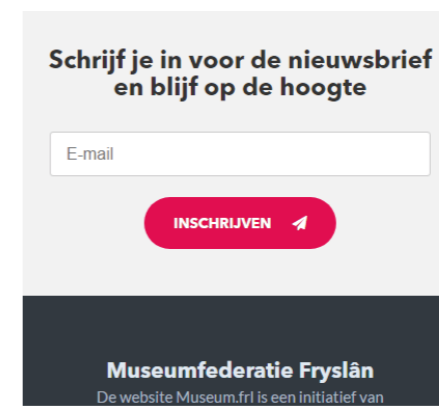 Schrijf je in voor de nieuwsbrief
en blijf op de hoogte
E-mail
INSCHRIJVEN
Museumfederatie Fryslân
De website Museum.frl is een initiatief van